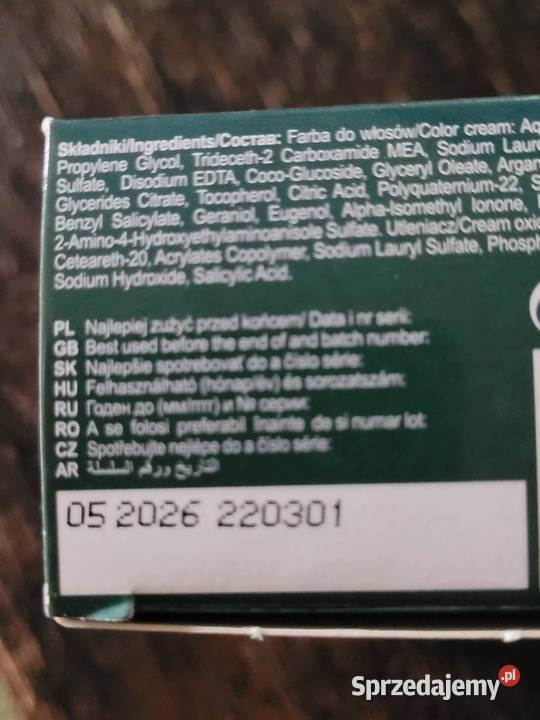 Składniki/Ingredients/Состав: Farba do włosów/Color cream: Aq
Propylene Glycol, Trideceth-2 Carboxamide MEA, Sodium Laure
Sulfate, Disodium EDTA, Coco-Glucoside, Glyceryl Oleate, Argan
Glycerides Citrate, Tocopherol, Citric Acid, Polyquaternium-22, S
Benzyl Salicylate, Geraniol, Eugenol, Alpha-Isomethyl Ionone,
2-Amino-4-Hydroxyethylaminoanisole Sulfate, Utleniacz/Cream oxid
Ceteareth-20, Acrylates Copolymer, Sodium Lauryl Sulfate, Phosph
Sodium Hydroxide, Salicylic Acid.
PL Najlepiej zużyć przed końcem/ Data i nr serii:
GB Best used before the end of and batch number:
SK Najlepšie spotrebovať do a číslo série:
HU Felhasználható (hónap/év) és sorozatszám:
RU Годен до (мм/гггг) и № серии:
RO A se folosi preferabil înainte de si numar lot:
CZ Spotřebujte nejlépe do a číslo série:
AR التاريخ ورقم السلسلة
05 2026 220301
Sprzedajemy.pl